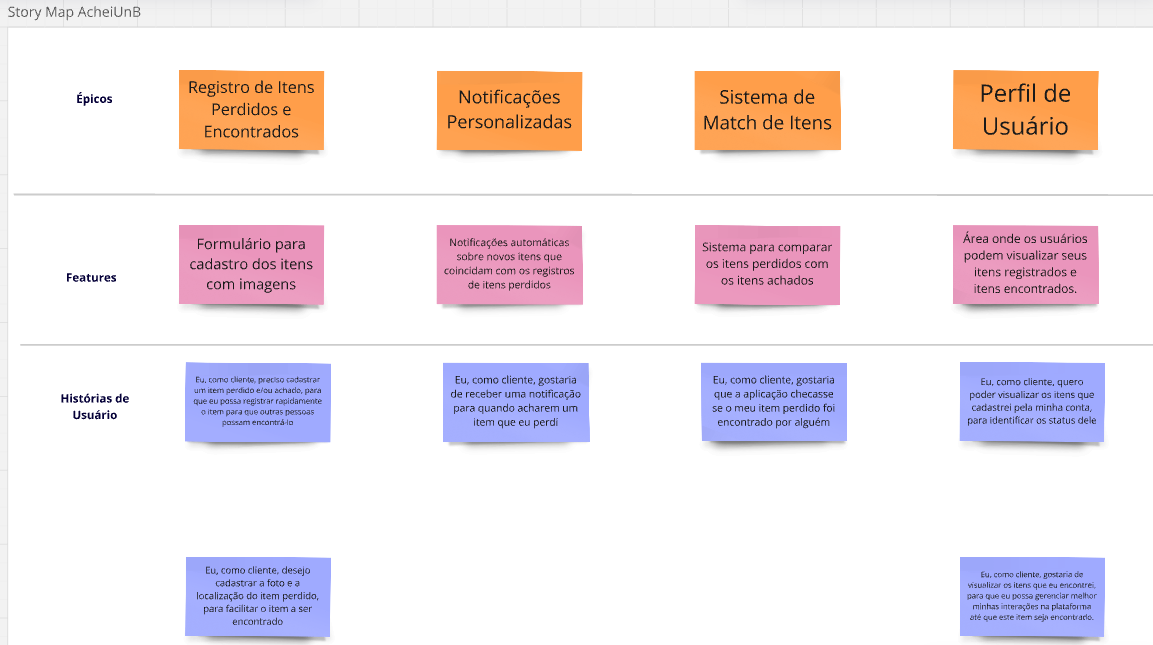 Story Map AcheiUnB
Épicos
Registro de Itens
Perdidos e
Encontrados
Notificações
Personalizadas
Sistema de
Match de Itens
Perfil de
Usuário
Features
Formulário para
cadastro dos itens
com imagens
Notificações automáticas
sobre novos itens que
coincidam com os registros
de itens perdidos
Sistema para comparar
os itens perdidos com
os itens achados
Área onde os usuários
podem visualizar seus
itens registrados e
itens encontrados.
Histórias de
Usuário
Eu, como cliente, preciso cadastrar
um item perdido e/ou achado, para
que eu possa registrar rapidamente
o item para que outras pessoas
possam encontrá-lo
Eu, como cliente, gostaria
de receber uma notificação
para quando acharem um
item que eu perdi
Eu, como cliente, gostaria
que a aplicação checasse
se o meu item perdido foi
encontrado por alguém
Eu, como cliente, quero
poder visualizar os itens que
cadastrei pela minha conta,
para identificar os status dele
Eu, como cliente, desejo
cadastrar a foto e a
localização do item perdido,
para facilitar o item a ser
encontrado
Eu, como cliente, gostaria de
visualizar os itens que eu encontrei,
para que eu possa gerenciar melhor
minhas interações na plataforma
até que este item seja encontrado.